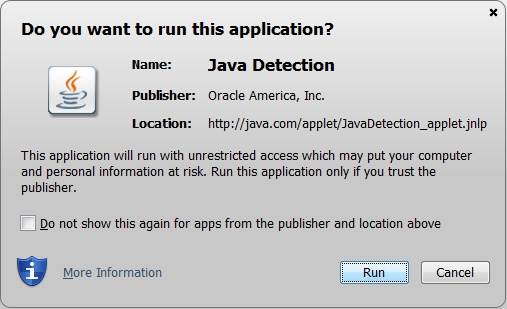 Do you want to run this application?
Name: Java Detection
Publisher: Oracle America, Inc.
Location: http://java.com/applet/JavaDetection_applet.jnlp
This application will run with unrestricted access which may put your computer
and personal information at risk. Run this application only if you trust the
publisher.
Do not show this again for apps from the publisher and location above
More Information
Run
Cancel